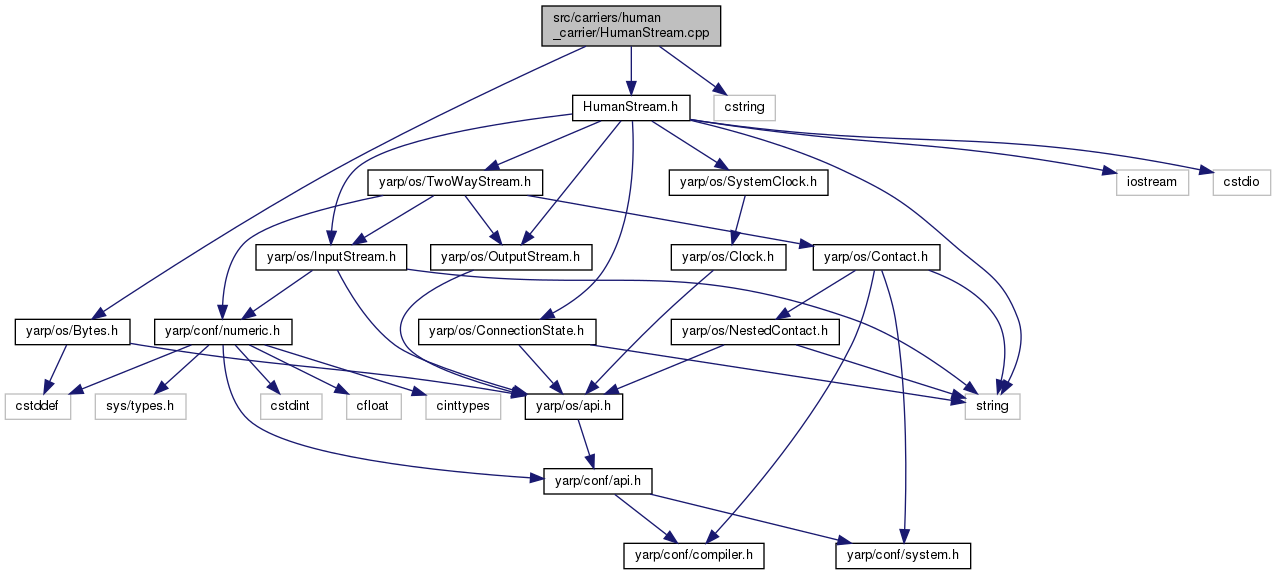 src/carriers/human
_carrier/HumanStream.cpp
HumanStream.h
cstring
yarp/os/TwoWayStream.h
yarp/os/SystemClock.h
iostream
cstdio
yarp/os/InputStream.h
yarp/os/OutputStream.h
yarp/os/Clock.h
yarp/os/Contact.h
yarp/os/Bytes.h
yarp/conf/numeric.h
yarp/os/ConnectionState.h
yarp/os/NestedContact.h
cstddef
sys/types.h
cstdint
cfloat
cinttypes
yarp/os/api.h
string
yarp/conf/api.h
yarp/conf/compiler.h
yarp/conf/system.h